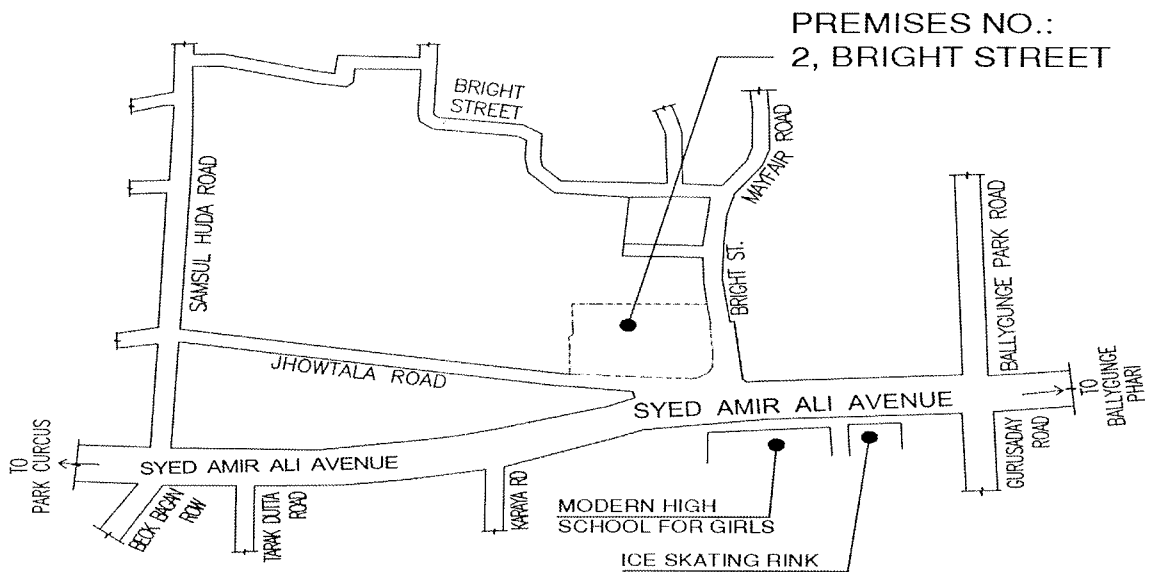 PREMISES NO.:
2, BRIGHT STREET
BRIGHT
STREET
MAYFAIR ROAD
SAMSUL HUDA ROAD
BRIGHT ST.
BALLYGUNGE PARK ROAD
JHOWTALA ROAD
SYED AMIR ALI AVENUE
TO
BALLYGUNGE
PHARI
TO
PARK CURCUS
SYED AMIR ALI AVENUE
GURUSADAY
ROAD
BECK BAGAN
ROW
TARAK DUTTA
ROAD
KARAYA RD
MODERN HIGH
SCHOOL FOR GIRLS
ICE SKATING RINK